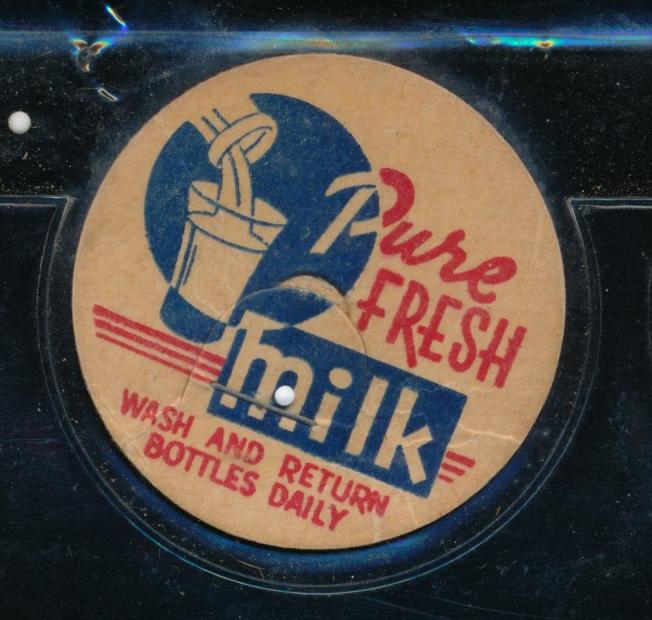 Pure
FRESH
milk
WASH AND RETURN
BOTTLES DAILY